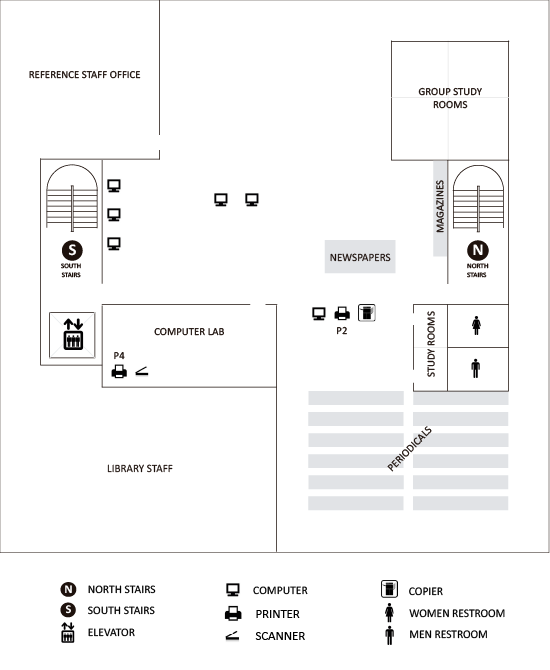 REFERENCE STAFF OFFICE
GROUP STUDY
ROOMS
MAGAZINES
S
SOUTH
STAIRS
N
NORTH
STAIRS
NEWSPAPERS
COMPUTER LAB
P4
P2
STUDY ROOMS
PERIODICALS
LIBRARY STAFF
N NORTH STAIRS
S SOUTH STAIRS
ELEVATOR
COMPUTER
PRINTER
SCANNER
COPIER
WOMEN RESTROOM
MEN RESTROOM